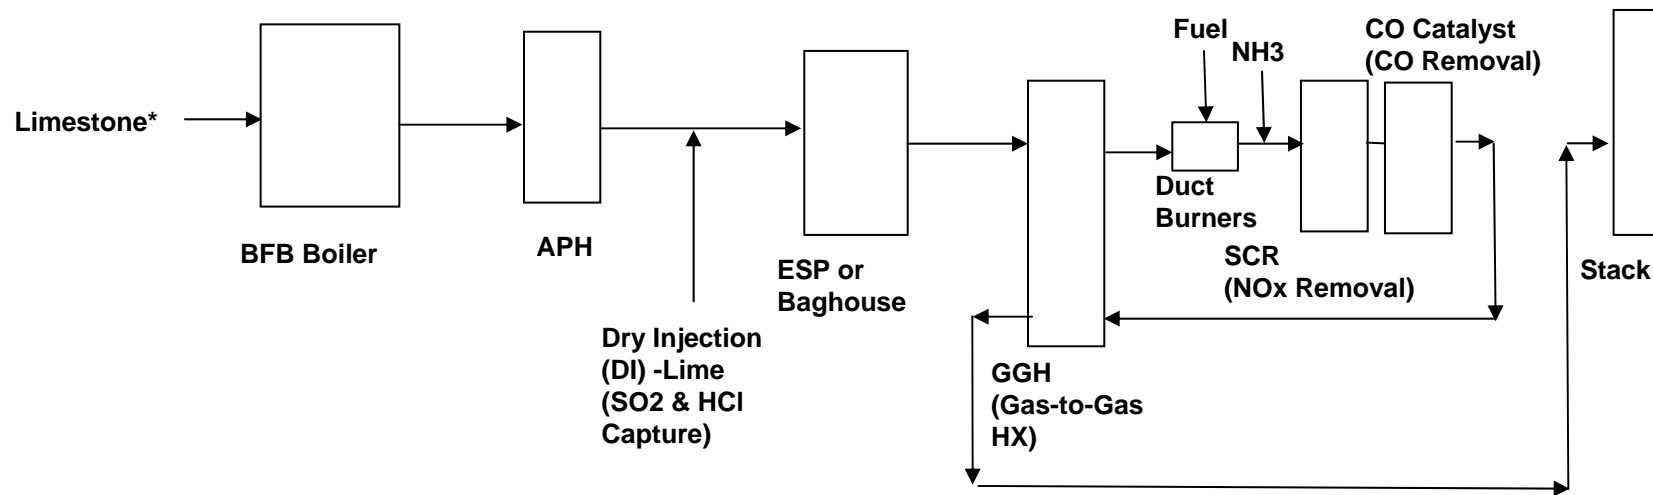 Limestone*
BFB Boiler
APH
Dry Injection
(DI) -Lime
(SO2 & HCl
Capture)
ESP or
Baghouse
GGH
(Gas-to-Gas
HX)
Fuel
Duct
Burners
NH3
SCR
(NOx Removal)
CO Catalyst
(CO Removal)
Stack